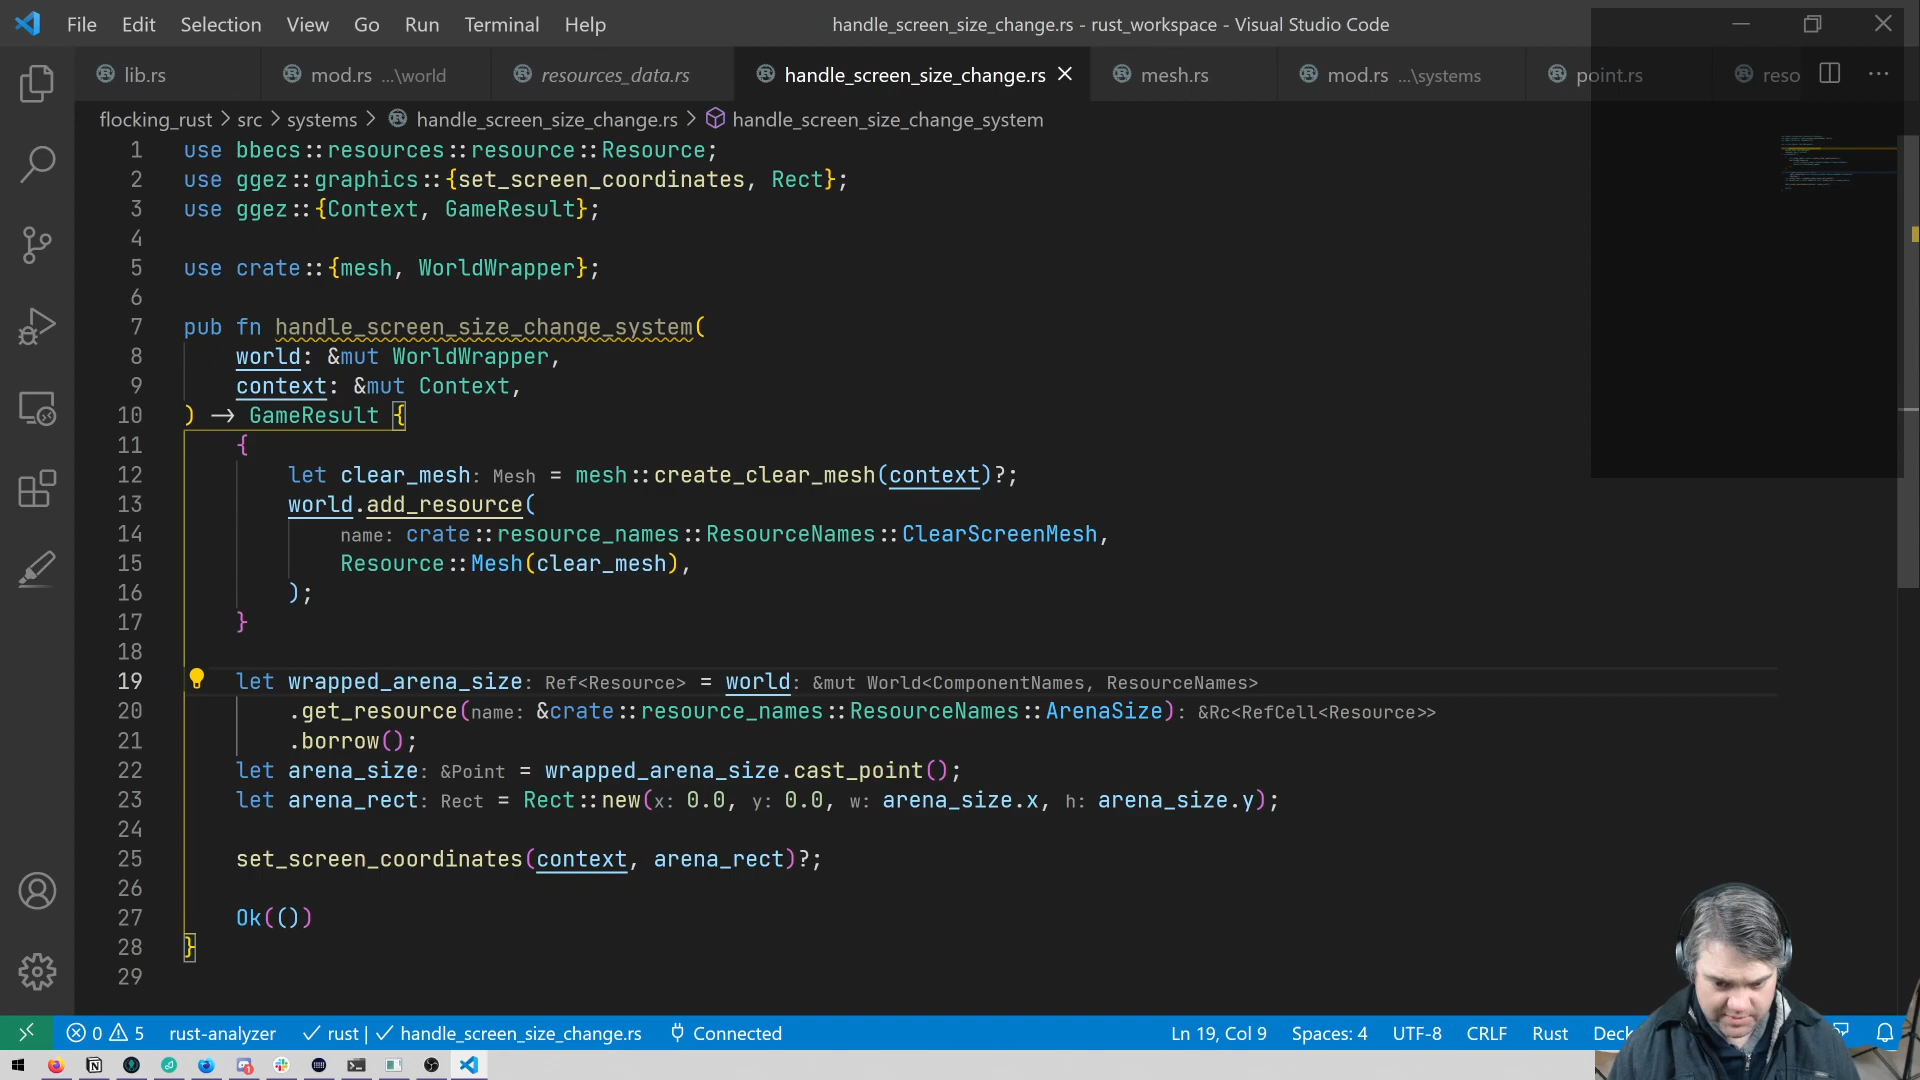 File Edit Selection View Go Run Terminal Help handle_screen_size_change.rs - rust_workspace - Visual Studio Code
lib.rs mod.rs ...\world resources_data.rs handle_screen_size_change.rs mesh.rs mod.rs ...\systems point.rs reso
flocking_rust > src > systems > handle_screen_size_change.rs > handle_screen_size_change_system
1 use bbecs::resources::resource::Resource;
2 use ggez::graphics::{set_screen_coordinates, Rect};
3 use ggez::{Context, GameResult};
4
5 use crate::{mesh, WorldWrapper};
6
7 pub fn handle_screen_size_change_system(
8 world: &mut WorldWrapper,
9 context: &mut Context,
10 ) -> GameResult {
11 {
12 let clear_mesh: Mesh = mesh::create_clear_mesh(context)?;
13 world.add_resource(
14 name: crate::resource_names::ResourceNames::ClearScreenMesh,
15 Resource::Mesh(clear_mesh),
16 );
17 }
18
19 let wrapped_arena_size: Ref<Resource> = world: &mut World<ComponentNames, ResourceNames>
20 .get_resource(name: &crate::resource_names::ResourceNames::ArenaSize): &Rc<RefCell<Resource>>
21 .borrow();
22 let arena_size: &Point = wrapped_arena_size.cast_point();
23 let arena_rect: Rect = Rect::new(x: 0.0, y: 0.0, w: arena_size.x, h: arena_size.y);
24
25 set_screen_coordinates(context, arena_rect)?;
26
27 Ok(())
28 }
29
0 5 rust-analyzer rust | handle_screen_size_change.rs Connected Ln 19, Col 9 Spaces: 4 UTF-8 CRLF Rust Deck